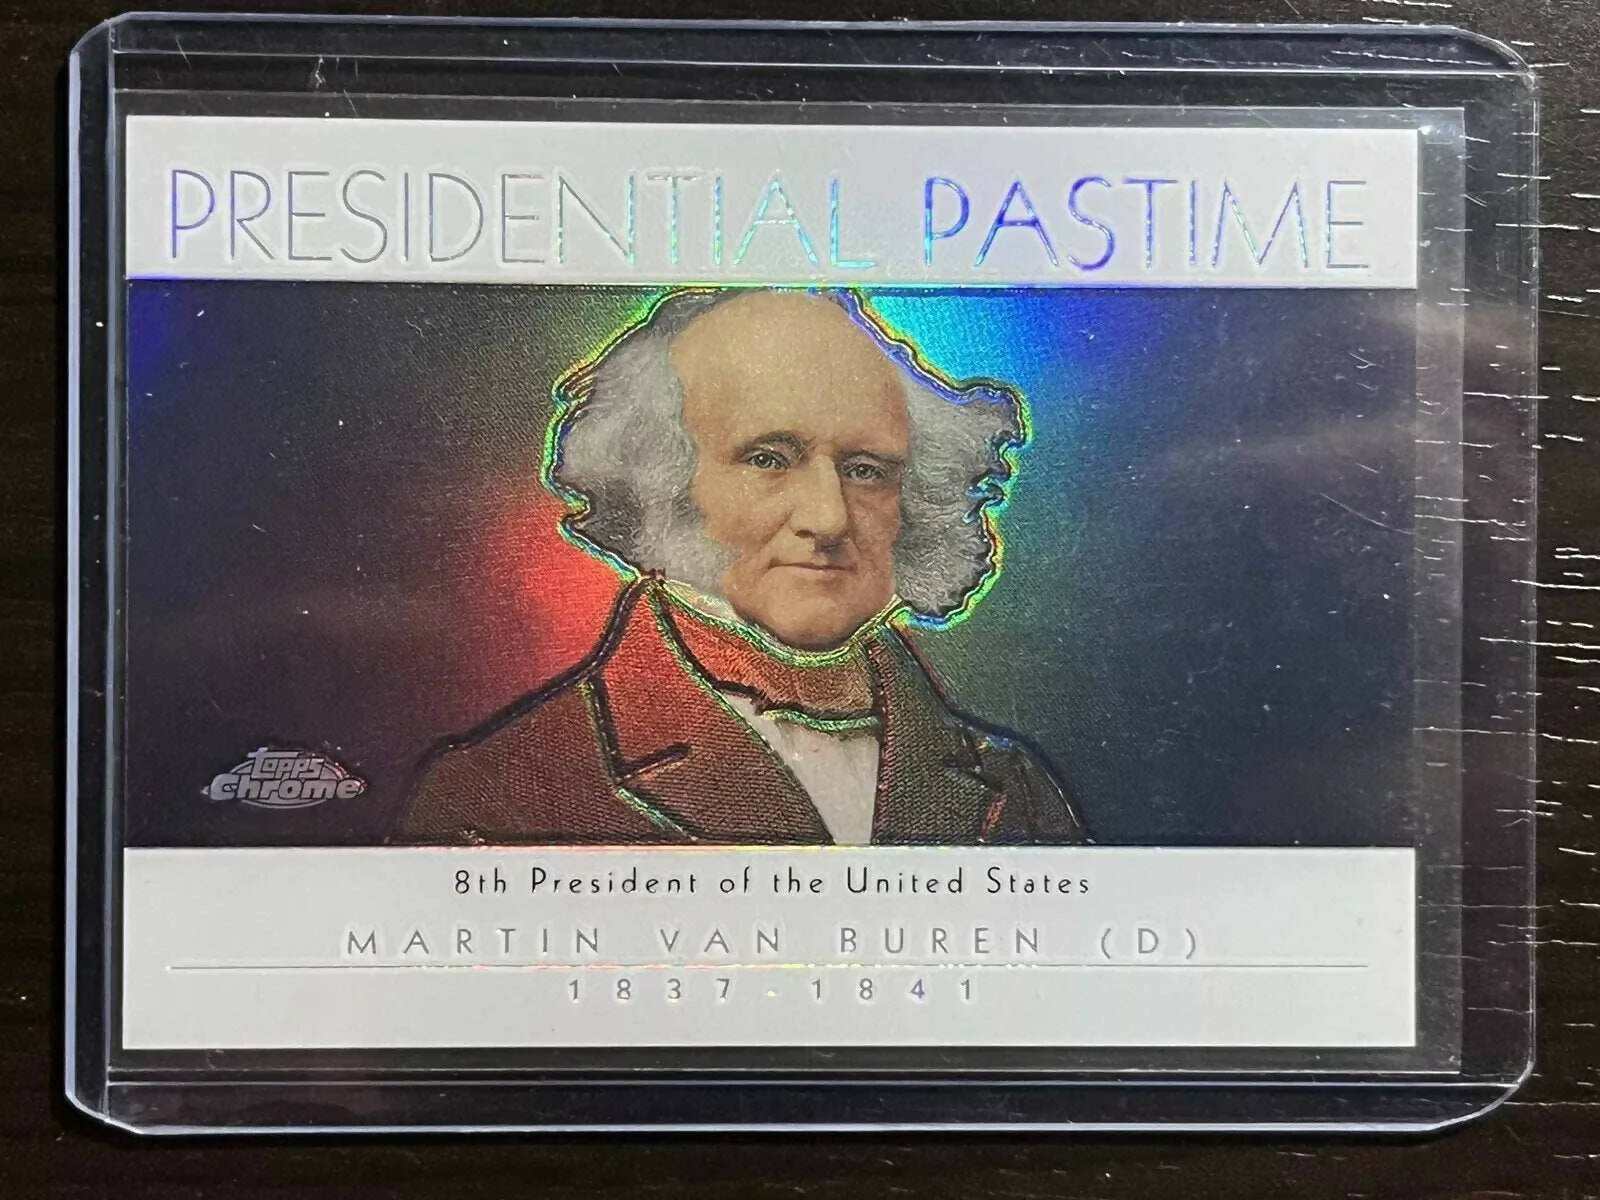 PRESIDENTIAL PASTIME
topps
Chrome
8th President of the United States
MARTIN VAN BUREN (D)
1837-1841